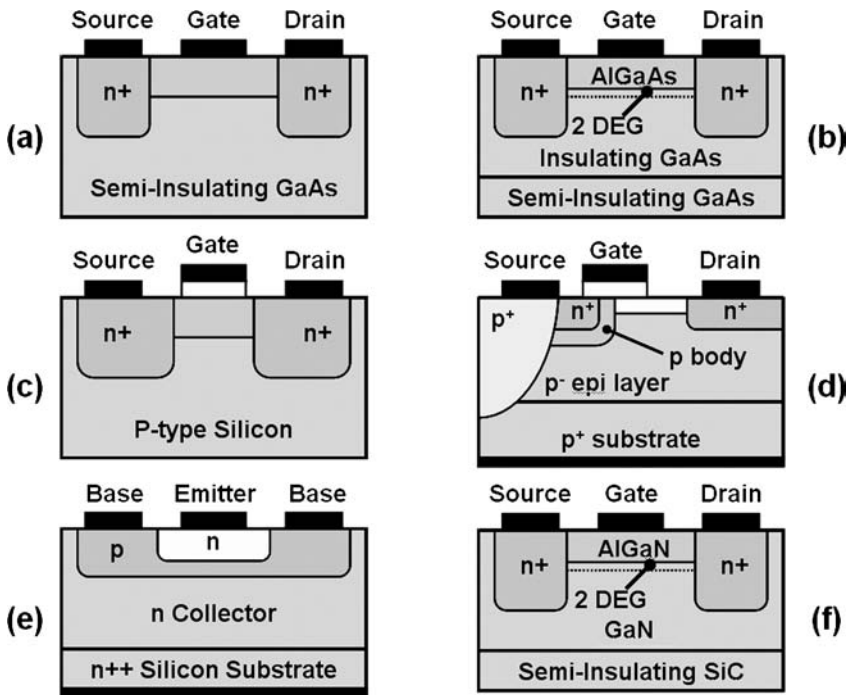 Source Gate Drain
n+ n+
Semi-Insulating GaAs
(a)
Source Gate Drain
AlGaAs
n+ n+
2 DEG
Insulating GaAs
Semi-Insulating GaAs
(b)
Gate
Source Drain
n+ n+
P-type Silicon
(c)
Gate
Source Drain
p+ n+ n+
p body
p- epi layer
p+ substrate
(d)
Base Emitter Base
p n
n Collector
n++ Silicon Substrate
(e)
Source Gate Drain
AlGaN
n+ n+
2 DEG
GaN
Semi-Insulating SiC
(f)